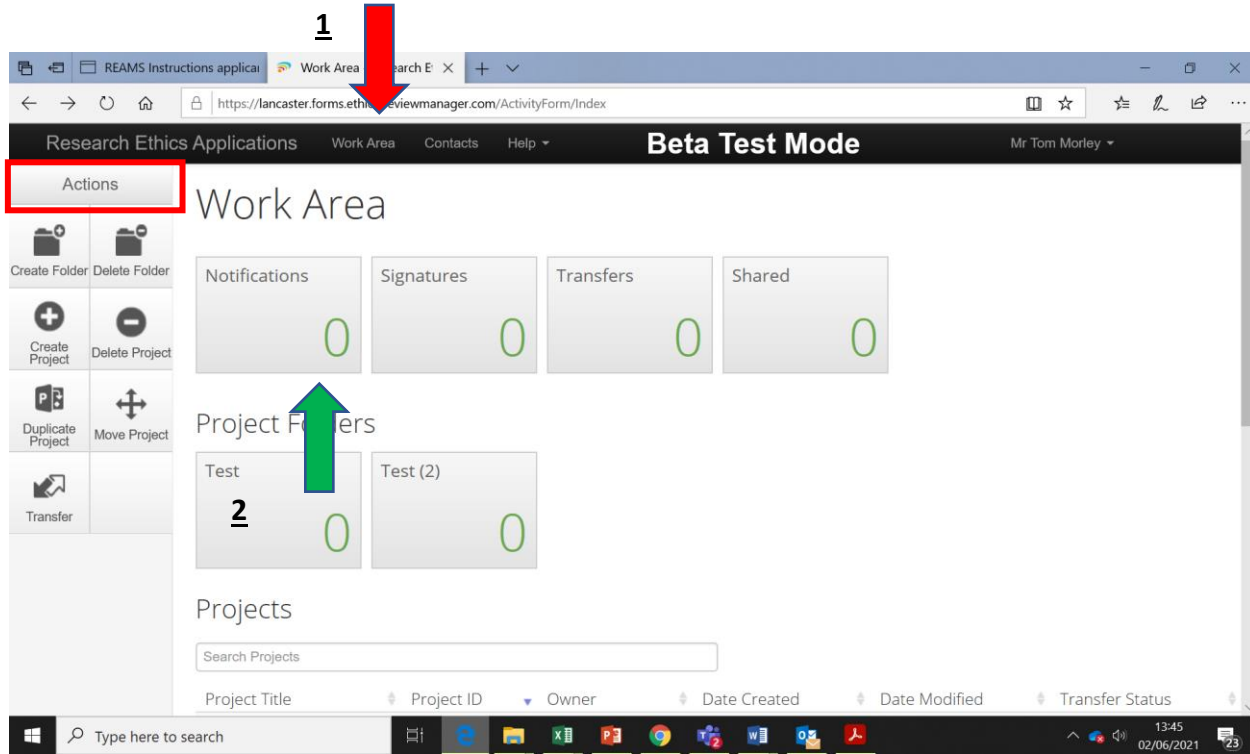 1
REAMS Instructions applicar
Work Area
earch E
https://lancaster.forms.eth
eviewmanager.com/ActivityForm/Index
Research Ethics Applications Work Area Contacts Help Beta Test Mode Mr Tom Morley
Actions
Work Area
Create Folder Delete Folder
Notifications Signatures Transfers Shared
0 0 0 0
Create Project Delete Project
Duplicate Project Move Project
Project F
ers
Test Test (2)
Transfer
2
0 0
Projects
Search Projects
Project Title Project ID Owner Date Created Date Modified Transfer Status
Type here to search
13:45
02/06/2021
23